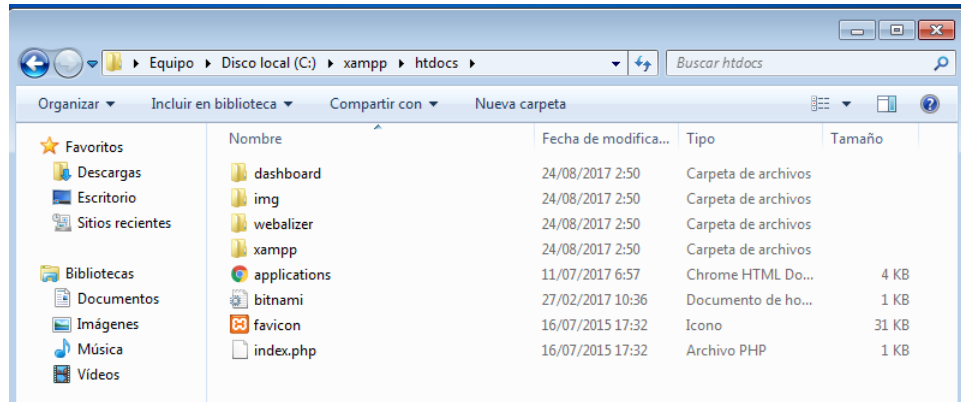 Equipo ▸ Disco local (C:) ▸ xampp ▸ htdocs ▸ Buscar htdocs
Organizar Incluir en biblioteca Compartir con Nueva carpeta
Favoritos
Descargas
Escritorio
Sitios recientes
Bibliotecas
Documentos
Imágenes
Música
Vídeos
Nombre Fecha de modifica... Tipo Tamaño
dashboard 24/08/2017 2:50 Carpeta de archivos
img 24/08/2017 2:50 Carpeta de archivos
webalizer 24/08/2017 2:50 Carpeta de archivos
xampp 24/08/2017 2:50 Carpeta de archivos
applications 11/07/2017 6:57 Chrome HTML Do... 4 KB
bitnami 27/02/2017 10:36 Documento de ho... 1 KB
favicon 16/07/2015 17:32 Icono 31 KB
index.php 16/07/2015 17:32 Archivo PHP 1 KB